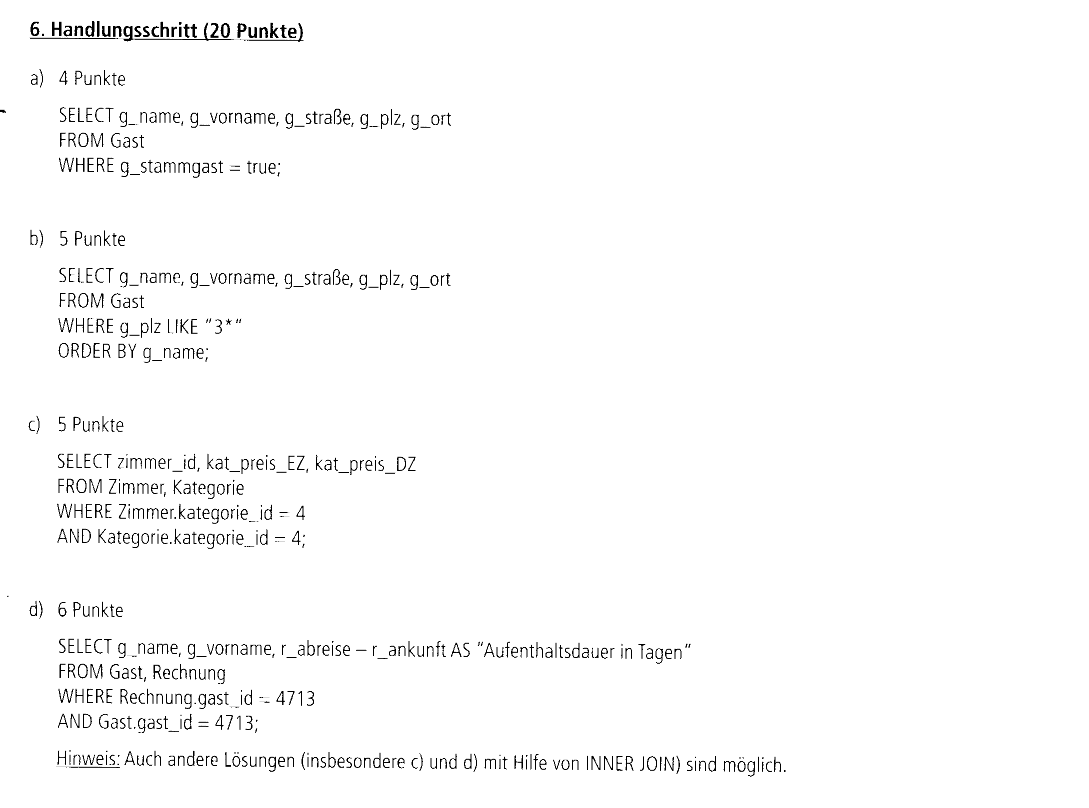 6. Handlungsschritt (20 Punkte)
a) 4 Punkte
SELECT g_name, g_vorname, g_straße, g_plz, g_ort
FROM Gast
WHERE g_stammgast = true;
b) 5 Punkte
SELECT g_name, g_vorname, g_straße, g_plz, g_ort
FROM Gast
WHERE g_plz LIKE "3*"
ORDER BY g_name;
c) 5 Punkte
SELECT zimmer_id, kat_preis_EZ, kat_preis_DZ
FROM Zimmer, Kategorie
WHERE Zimmer.kategorie_id = 4
AND Kategorie.kategorie_id = 4;
d) 6 Punkte
SELECT g_name, g_vorname, r_abreise – r_ankunft AS "Aufenthaltsdauer in Tagen"
FROM Gast, Rechnung
WHERE Rechnung.gast_id = 4713
AND Gast.gast_id = 4713;
Hinweis: Auch andere Lösungen (insbesondere c) und d) mit Hilfe von INNER JOIN) sind möglich.